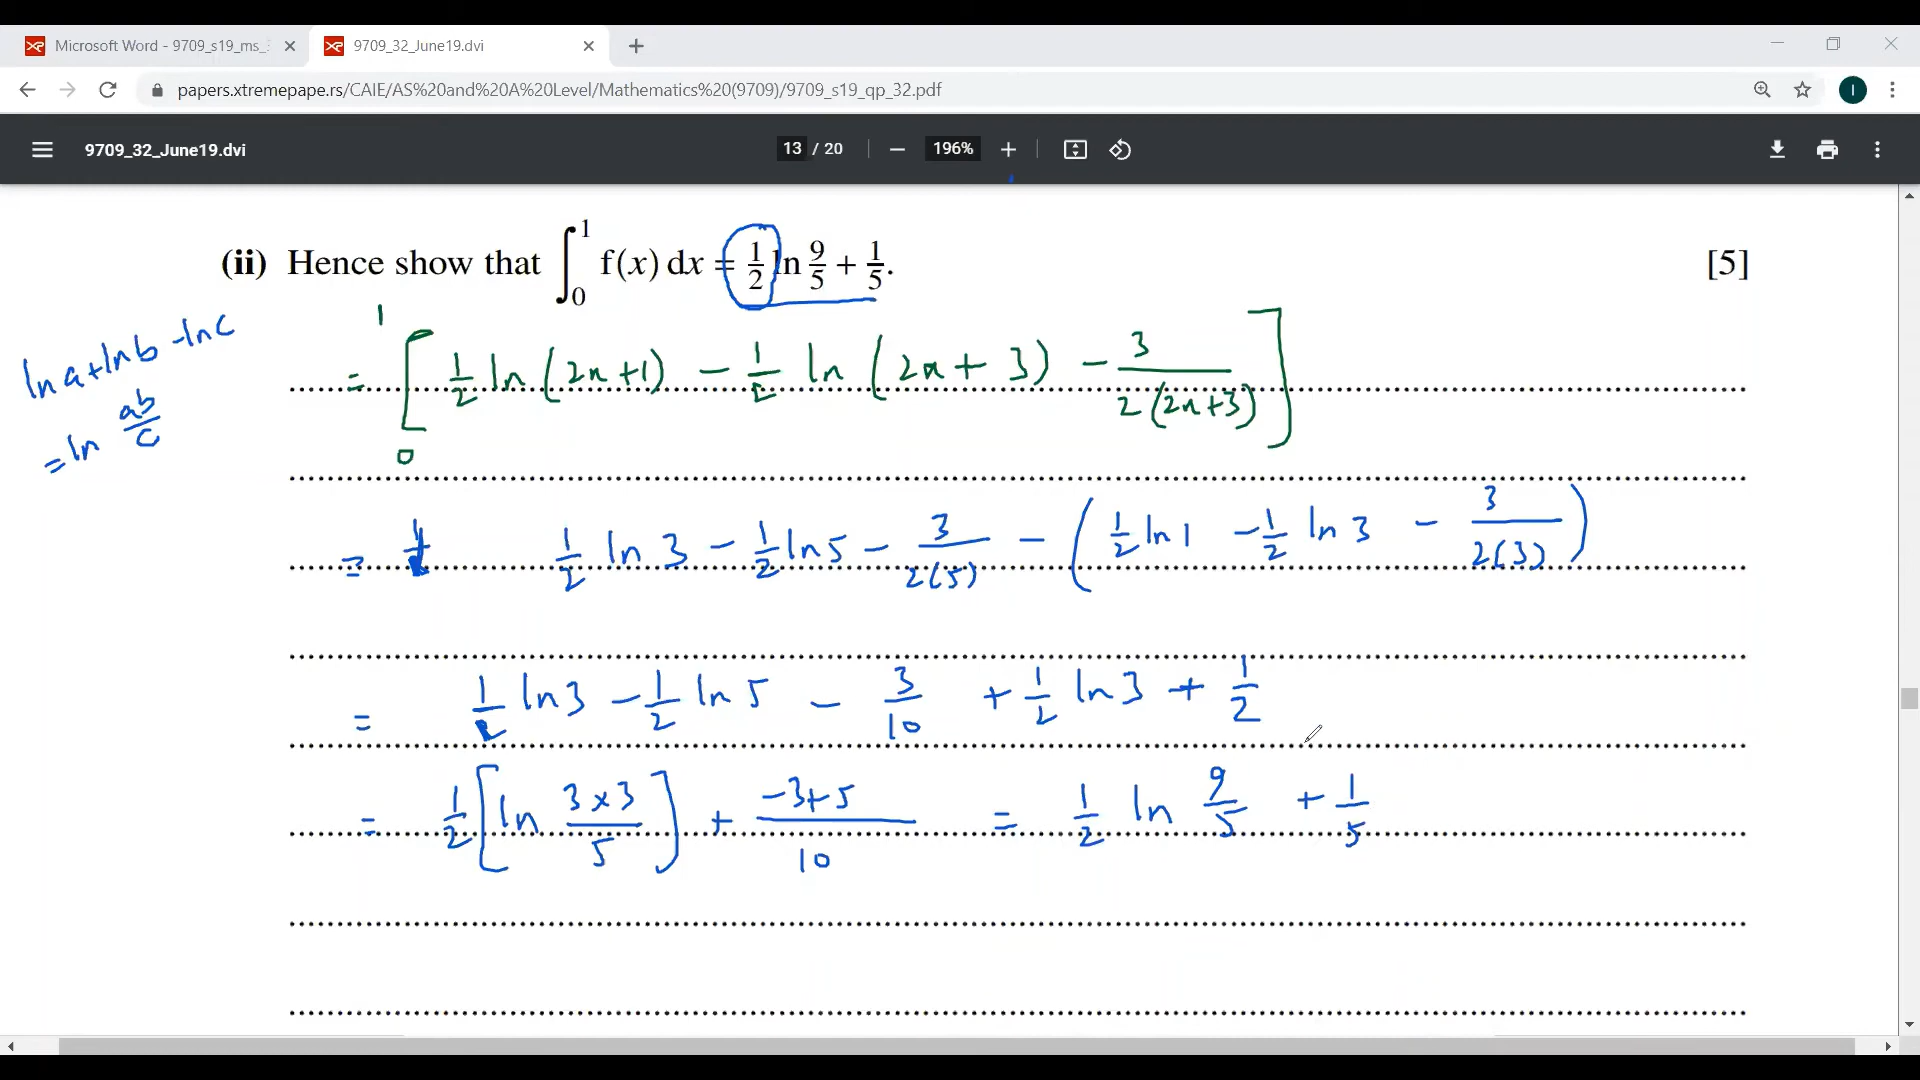 Microsoft Word - 9709_s19_ms_
9709_32_June19.dvi
papers.xtremepape.rs/CAIE/AS%20and%20A%20Level/Mathematics%20(9709)/9709_s19_qp_32.pdf
I
9709_32_June19.dvi
13 / 20
196%
(ii) Hence show that ∫₀¹ f(x) dx = 1/2 ln 9/5 + 1/5. [5]
ln a + ln b - ln c
= ln ab/c
= [ 1/2 ln (2x+1) - 1/2 ln (2x + 3) - 3/2(2x+3) ]₀¹
= 1/2 ln 3 - 1/2 ln 5 - 3/2(5) - ( 1/2 ln 1 - 1/2 ln 3 - 3/2(3) )
= 1/2 ln 3 - 1/2 ln 5 - 3/10 + 1/2 ln 3 + 1/2
= 1/2 [ ln 3×3/5 ] + -3+5/10 = 1/2 ln 9/5 + 1/5